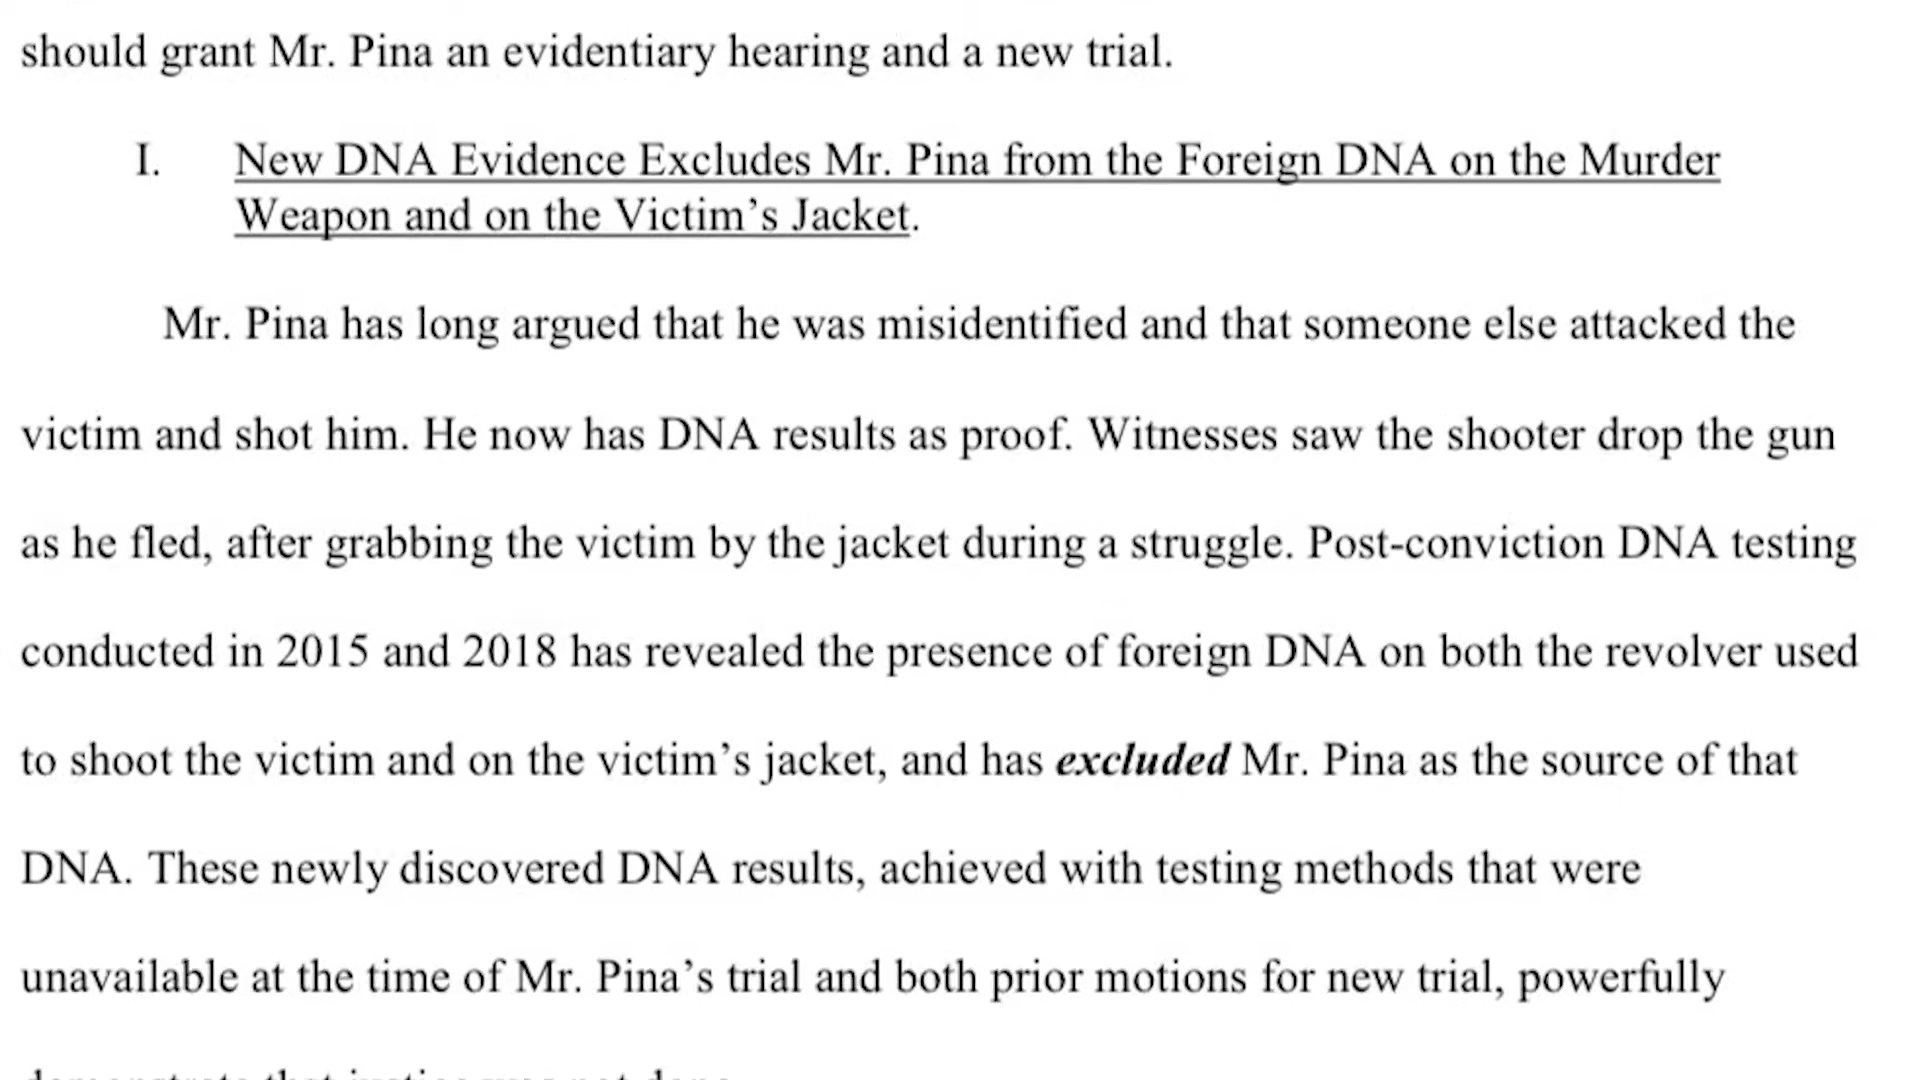 should grant Mr. Pina an evidentiary hearing and a new trial.
I. New DNA Evidence Excludes Mr. Pina from the Foreign DNA on the Murder
Weapon and on the Victim’s Jacket.
Mr. Pina has long argued that he was misidentified and that someone else attacked the
victim and shot him. He now has DNA results as proof. Witnesses saw the shooter drop the gun
as he fled, after grabbing the victim by the jacket during a struggle. Post-conviction DNA testing
conducted in 2015 and 2018 has revealed the presence of foreign DNA on both the revolver used
to shoot the victim and on the victim’s jacket, and has excluded Mr. Pina as the source of that
DNA. These newly discovered DNA results, achieved with testing methods that were
unavailable at the time of Mr. Pina’s trial and both prior motions for new trial, powerfully
demonstrate that justice was not done